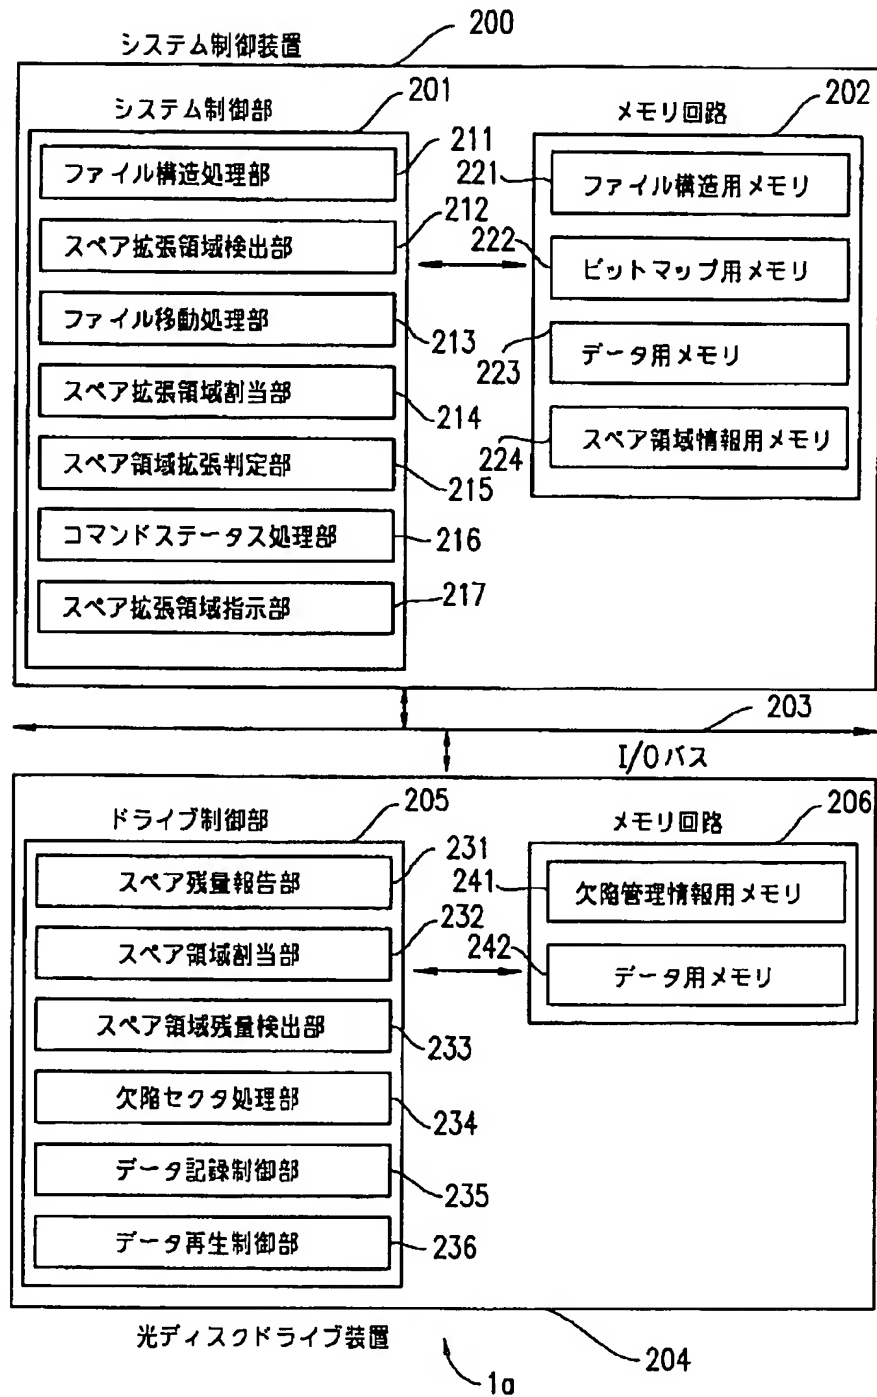 システム制御装置
200
システム制御部
201
メモリ回路
202
ファイル構造処理部
211
スペア拡張領域検出部
212
ファイル移動処理部
213
スペア拡張領域割当部
214
スペア領域拡張判定部
215
コマンドステータス処理部
216
スペア拡張領域指示部
217
221
ファイル構造用メモリ
222
ビットマップ用メモリ
223
データ用メモリ
224
スペア領域情報用メモリ
203
I/Oバス
ドライブ制御部
205
メモリ回路
206
スペア残量報告部
231
スペア領域割当部
232
スペア領域残量検出部
233
欠陥セクタ処理部
234
データ記録制御部
235
データ再生制御部
236
241
欠陥管理情報用メモリ
242
データ用メモリ
光ディスクドライブ装置
204
1a